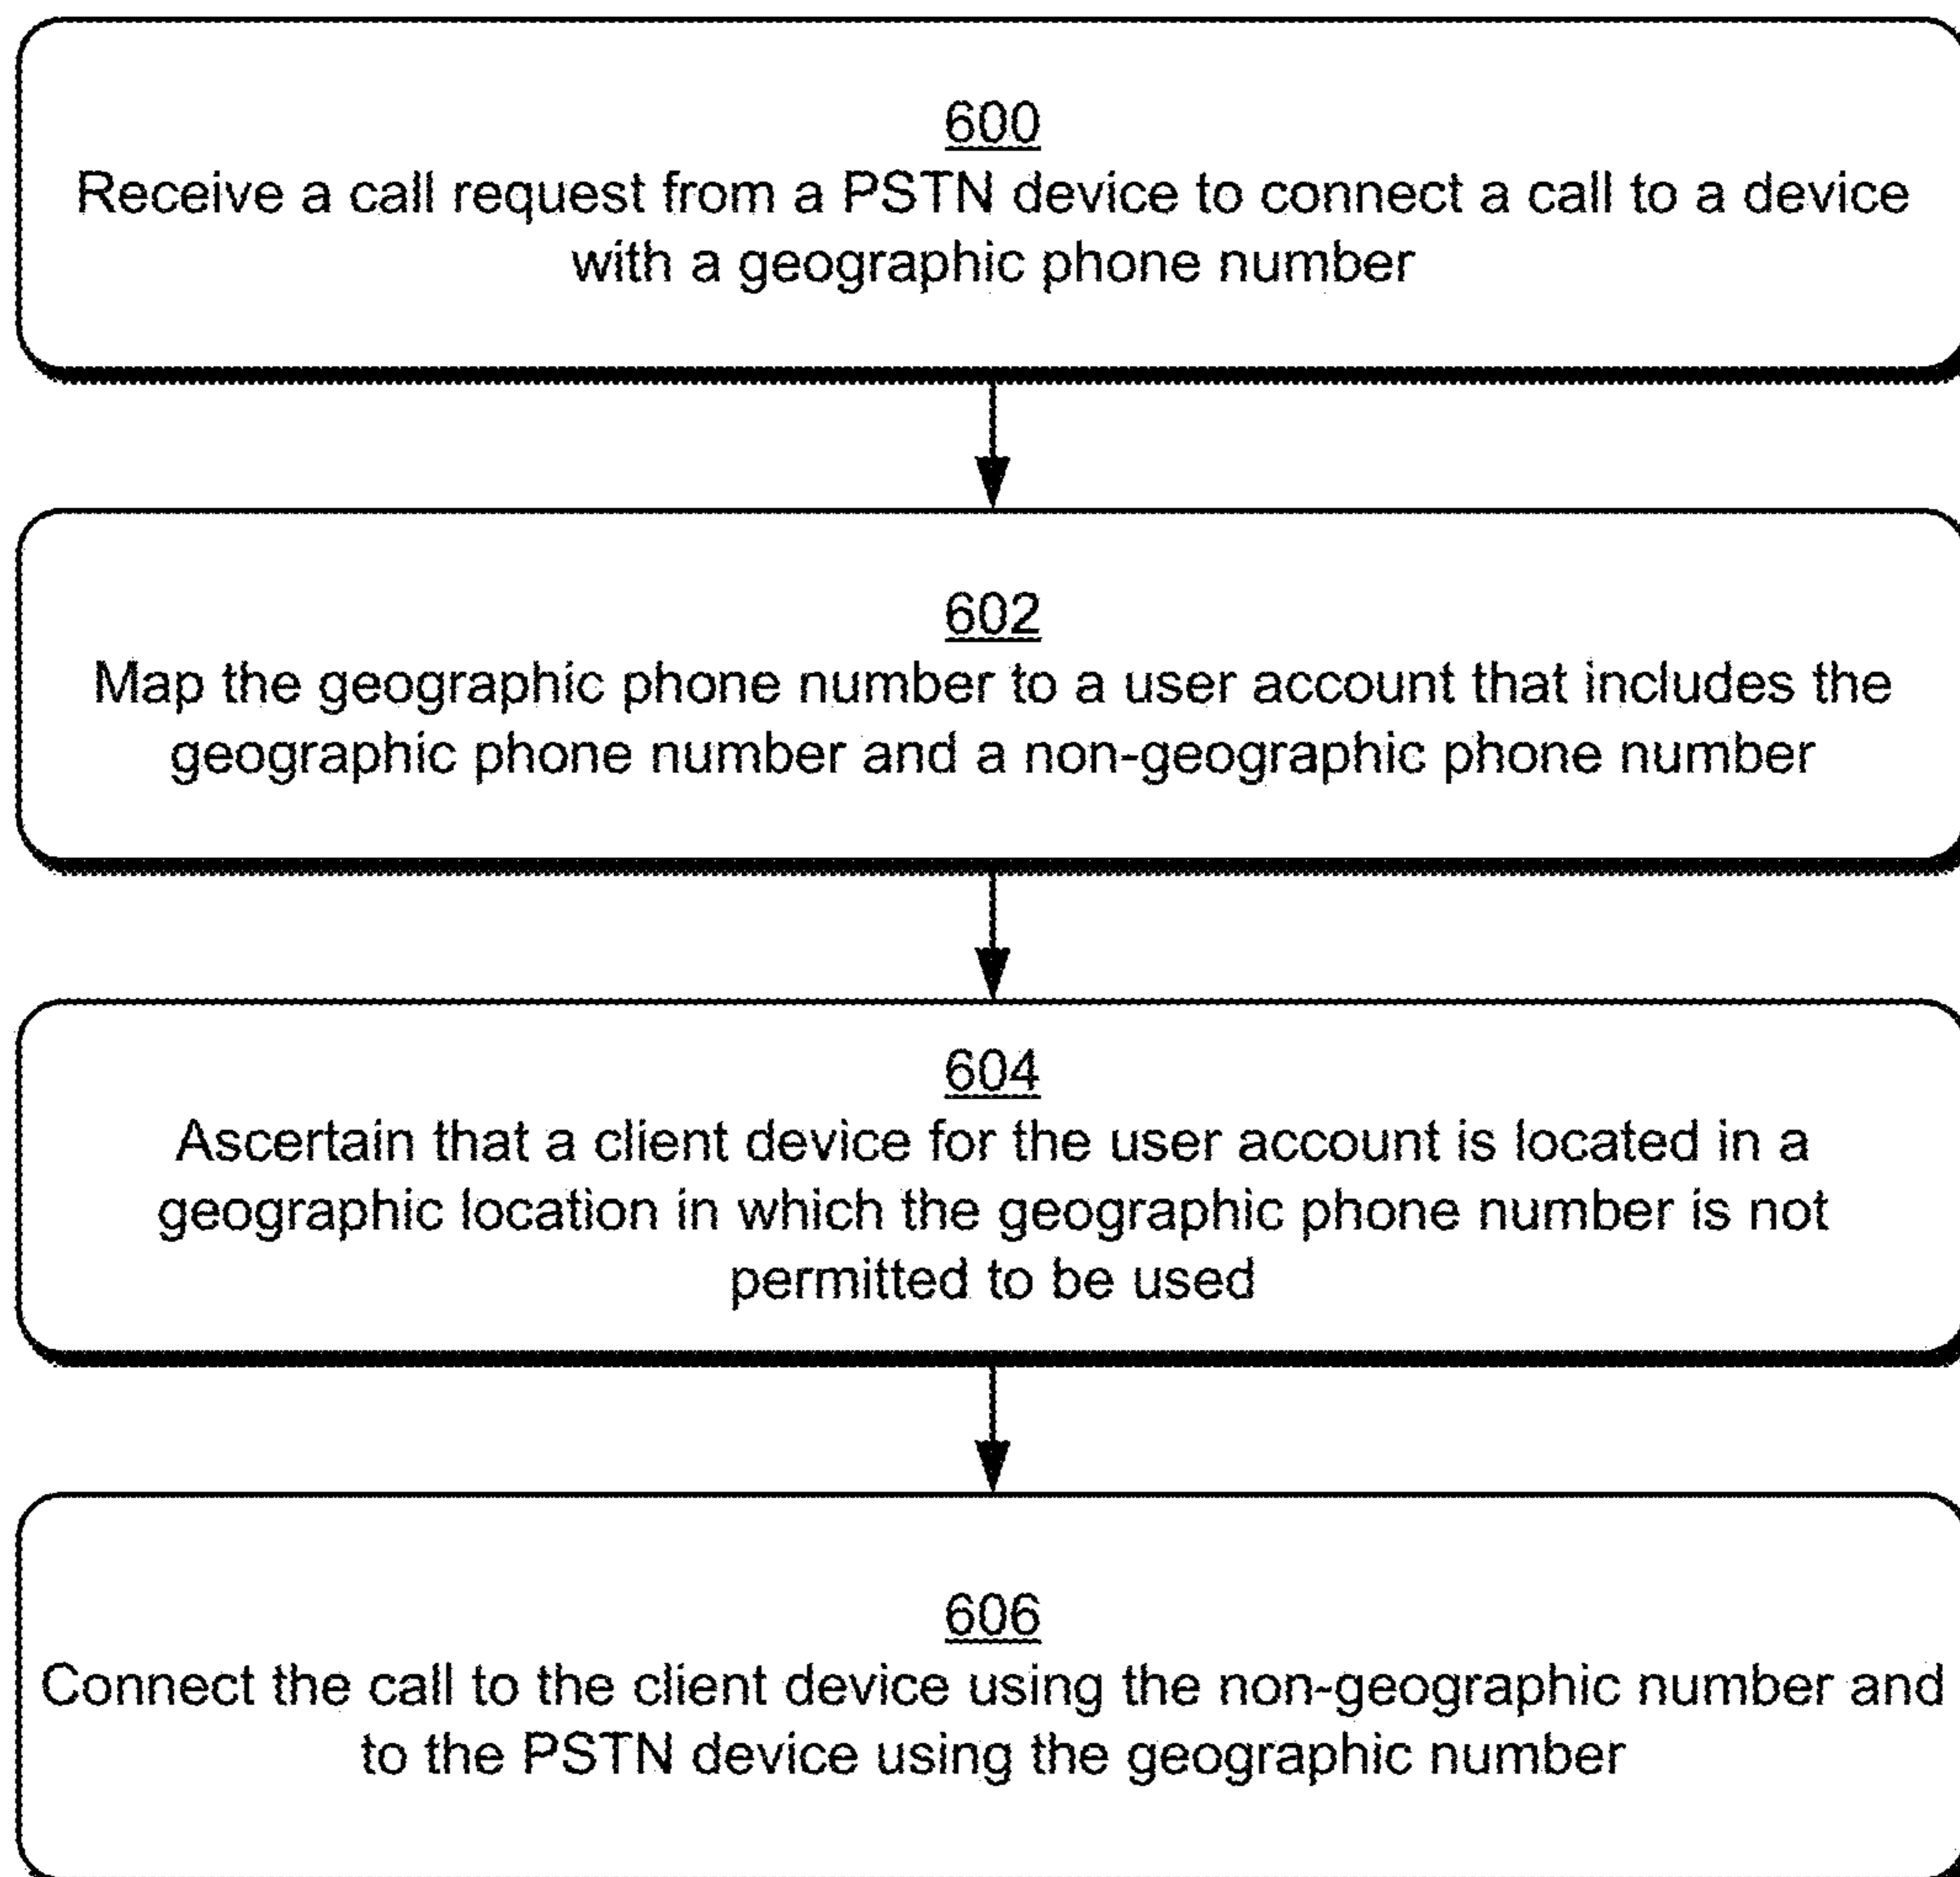 600
Receive a call request from a PSTN device to connect a call to a device
with a geographic phone number
602
Map the geographic phone number to a user account that includes the
geographic phone number and a non-geographic phone number
604
Ascertain that a client device for the user account is located in a
geographic location in which the geographic phone number is not
permitted to be used
606
Connect the call to the client device using the non-geographic number and
to the PSTN device using the geographic number